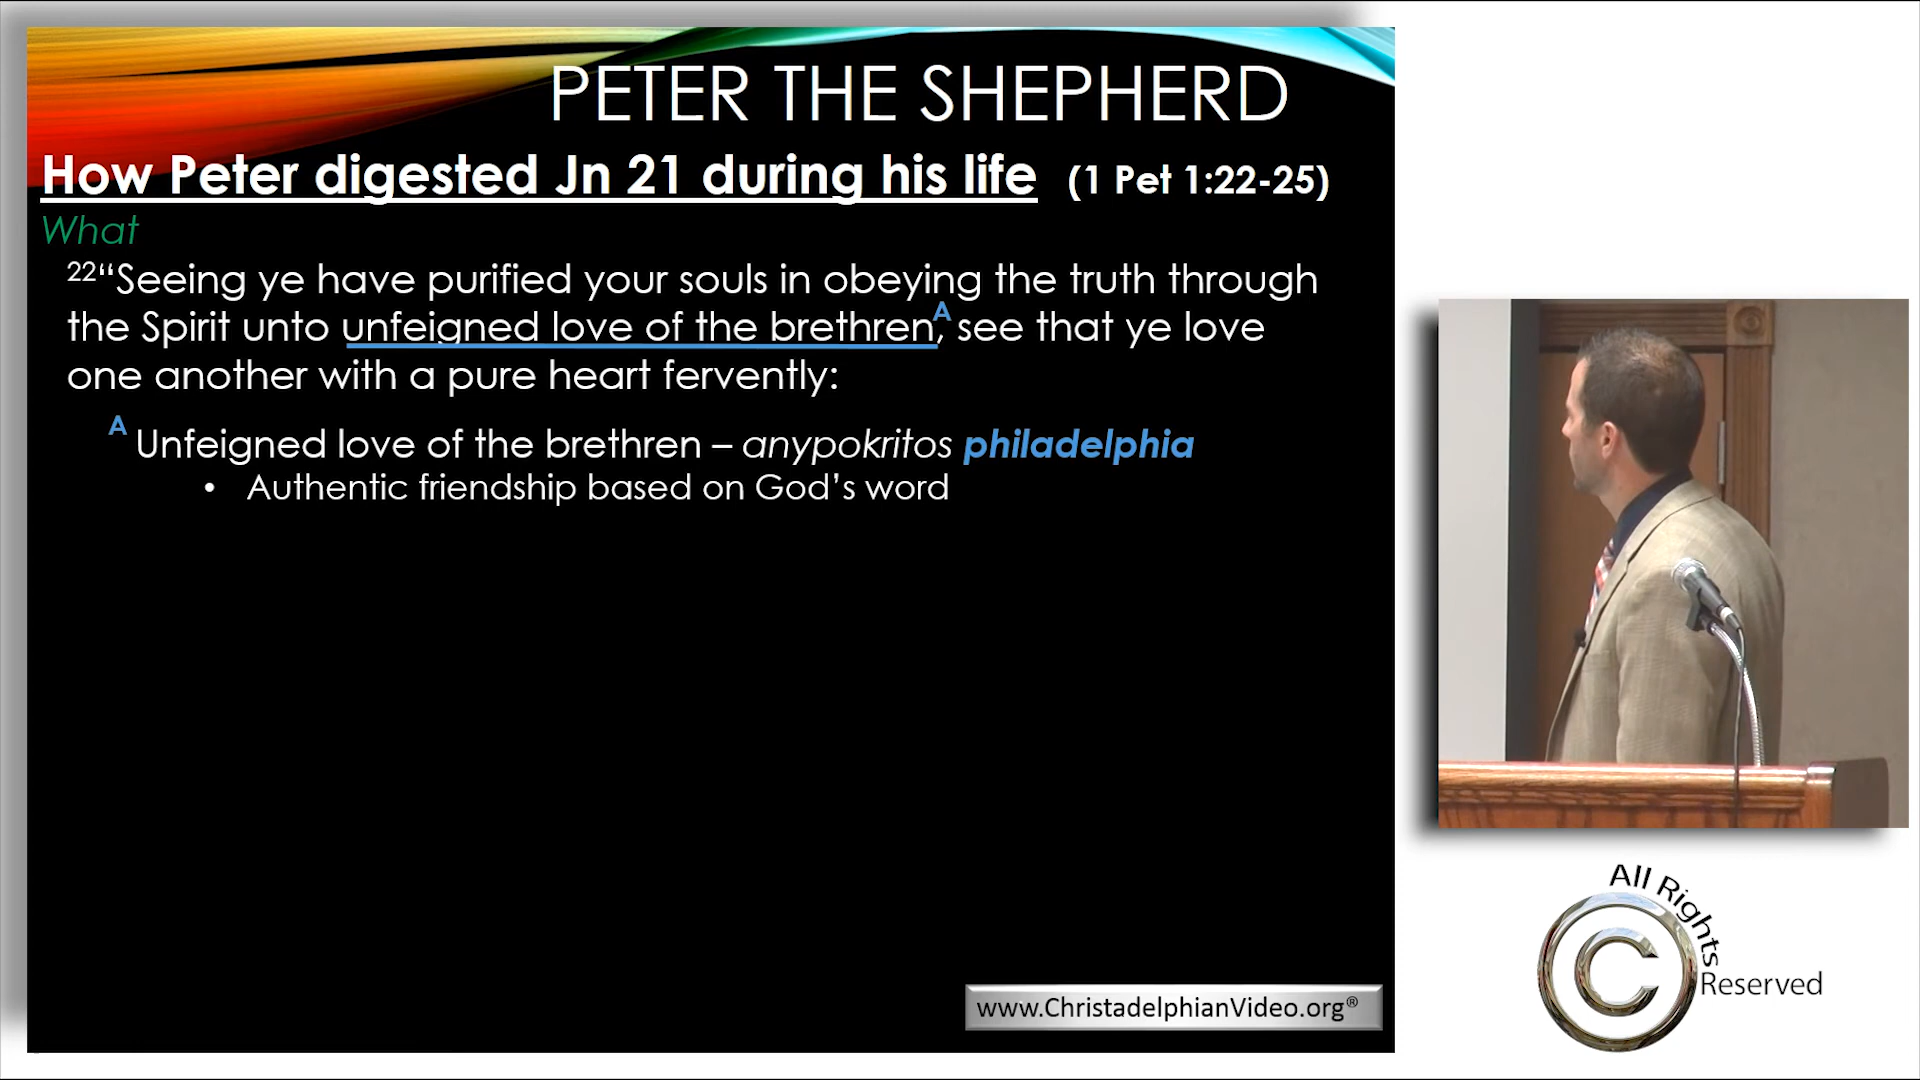 PETER THE SHEPHERD
How Peter digested Jn 21 during his life (1 Pet 1:22-25)
What
22“Seeing ye have purified your souls in obeying the truth through
the Spirit unto unfeigned love of the brethren,A see that ye love
one another with a pure heart fervently:
A Unfeigned love of the brethren – anypokritos philadelphia
• Authentic friendship based on God’s word
www.ChristadelphianVideo.org®
All Rights
C
Reserved